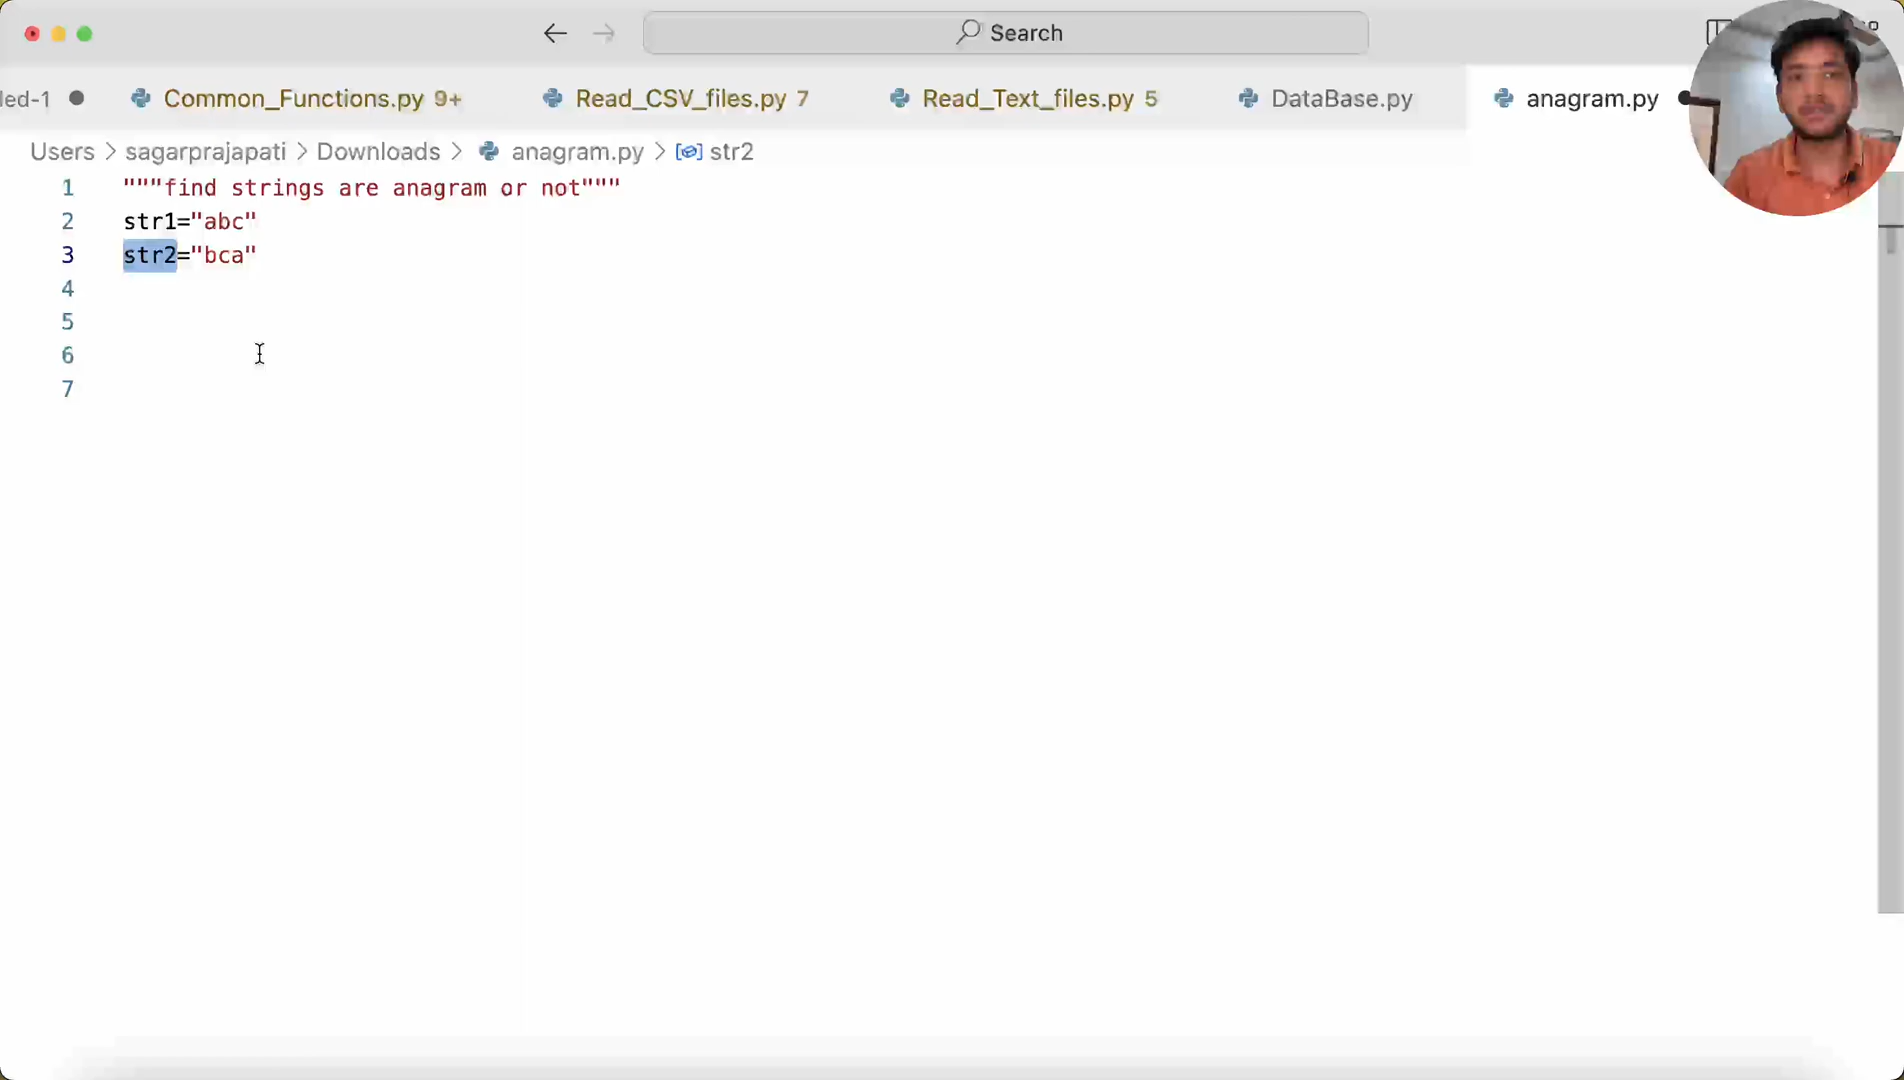 Search
led-1 Common_Functions.py 9+ Read_CSV_files.py 7 Read_Text_files.py 5 DataBase.py anagram.py
Users > sagarprajapati > Downloads > anagram.py > str2
1 """find strings are anagram or not"""
2 str1="abc"
3 str2="bca"
4
5
6
7